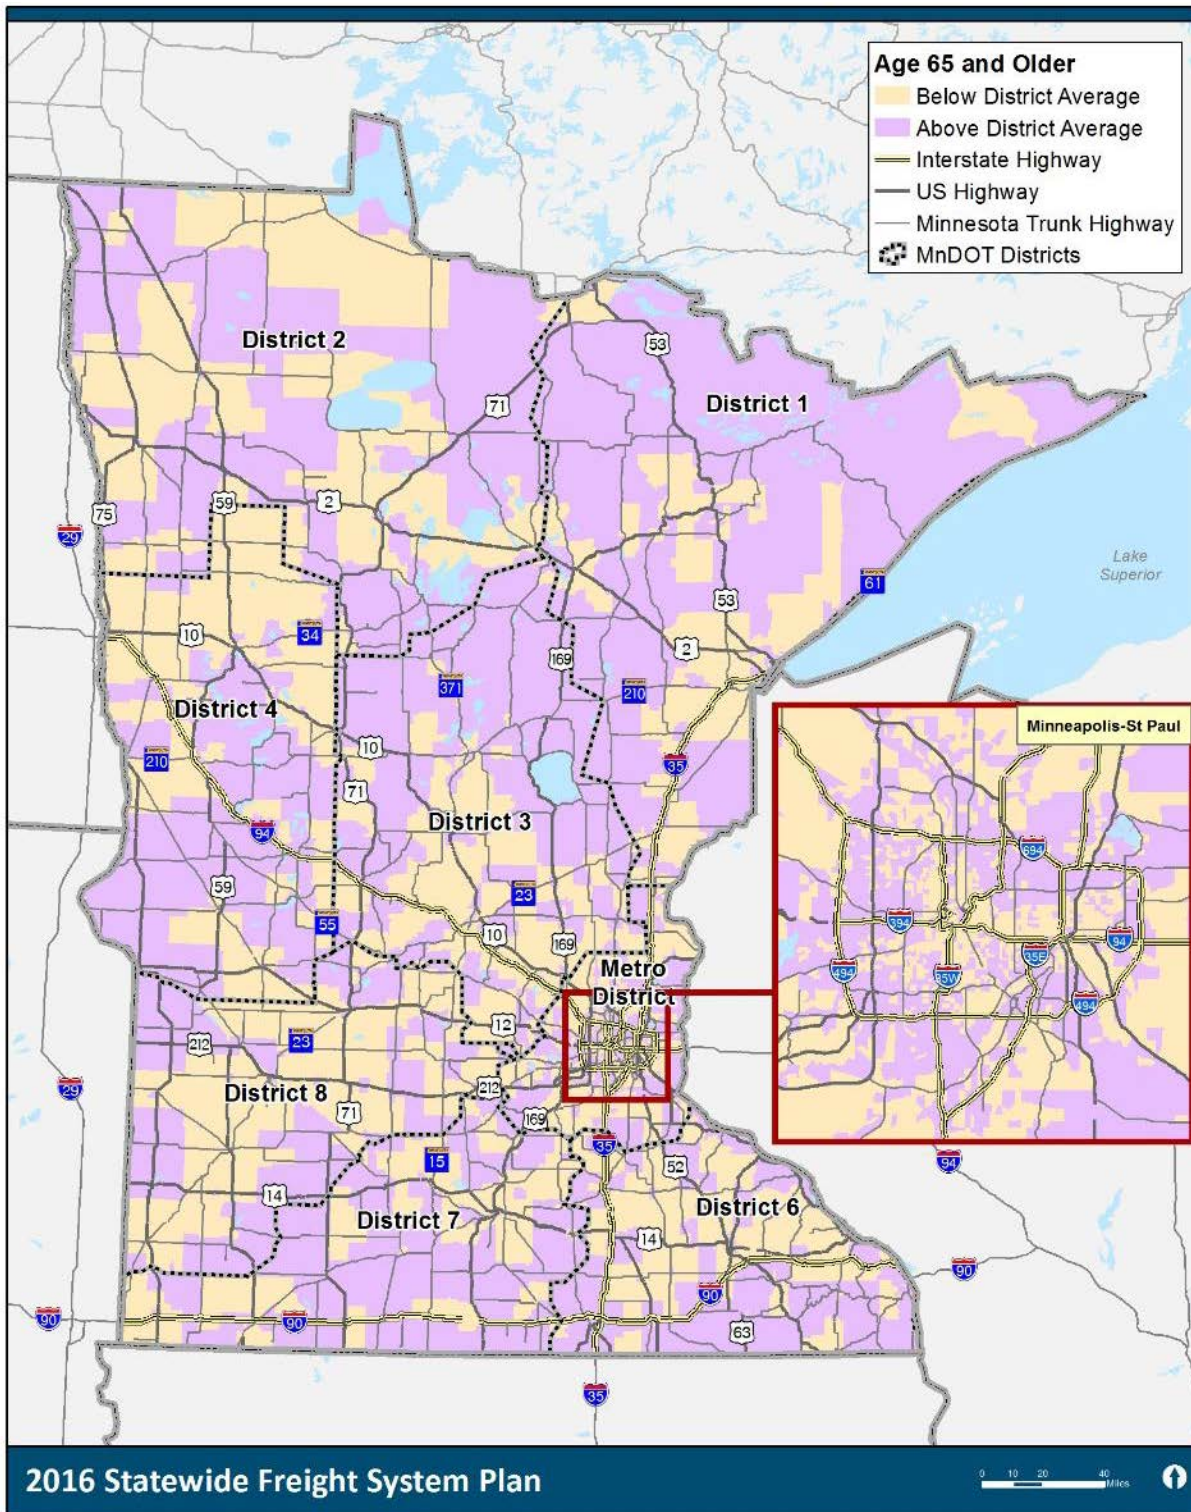 Age 65 and Older
Below District Average
Above District Average
Interstate Highway
US Highway
Minnesota Trunk Highway
MnDOT Districts
District 2
53
District 1
71
59
2
75
29
Lake
Superior
61
53
10
34
169
2
371
210
District 4
Minneapolis-St Paul
10
210
35
71
District 3
94
694
59
23
55
394
10
169
94
35E
Metro
District
494
35W
494
12
212
23
29
District 8
212
71
169
35
15
52
94
14
District 6
District 7
14
90
90
90
90
63
35
2016 Statewide Freight System Plan
0 10 20 40
Miles